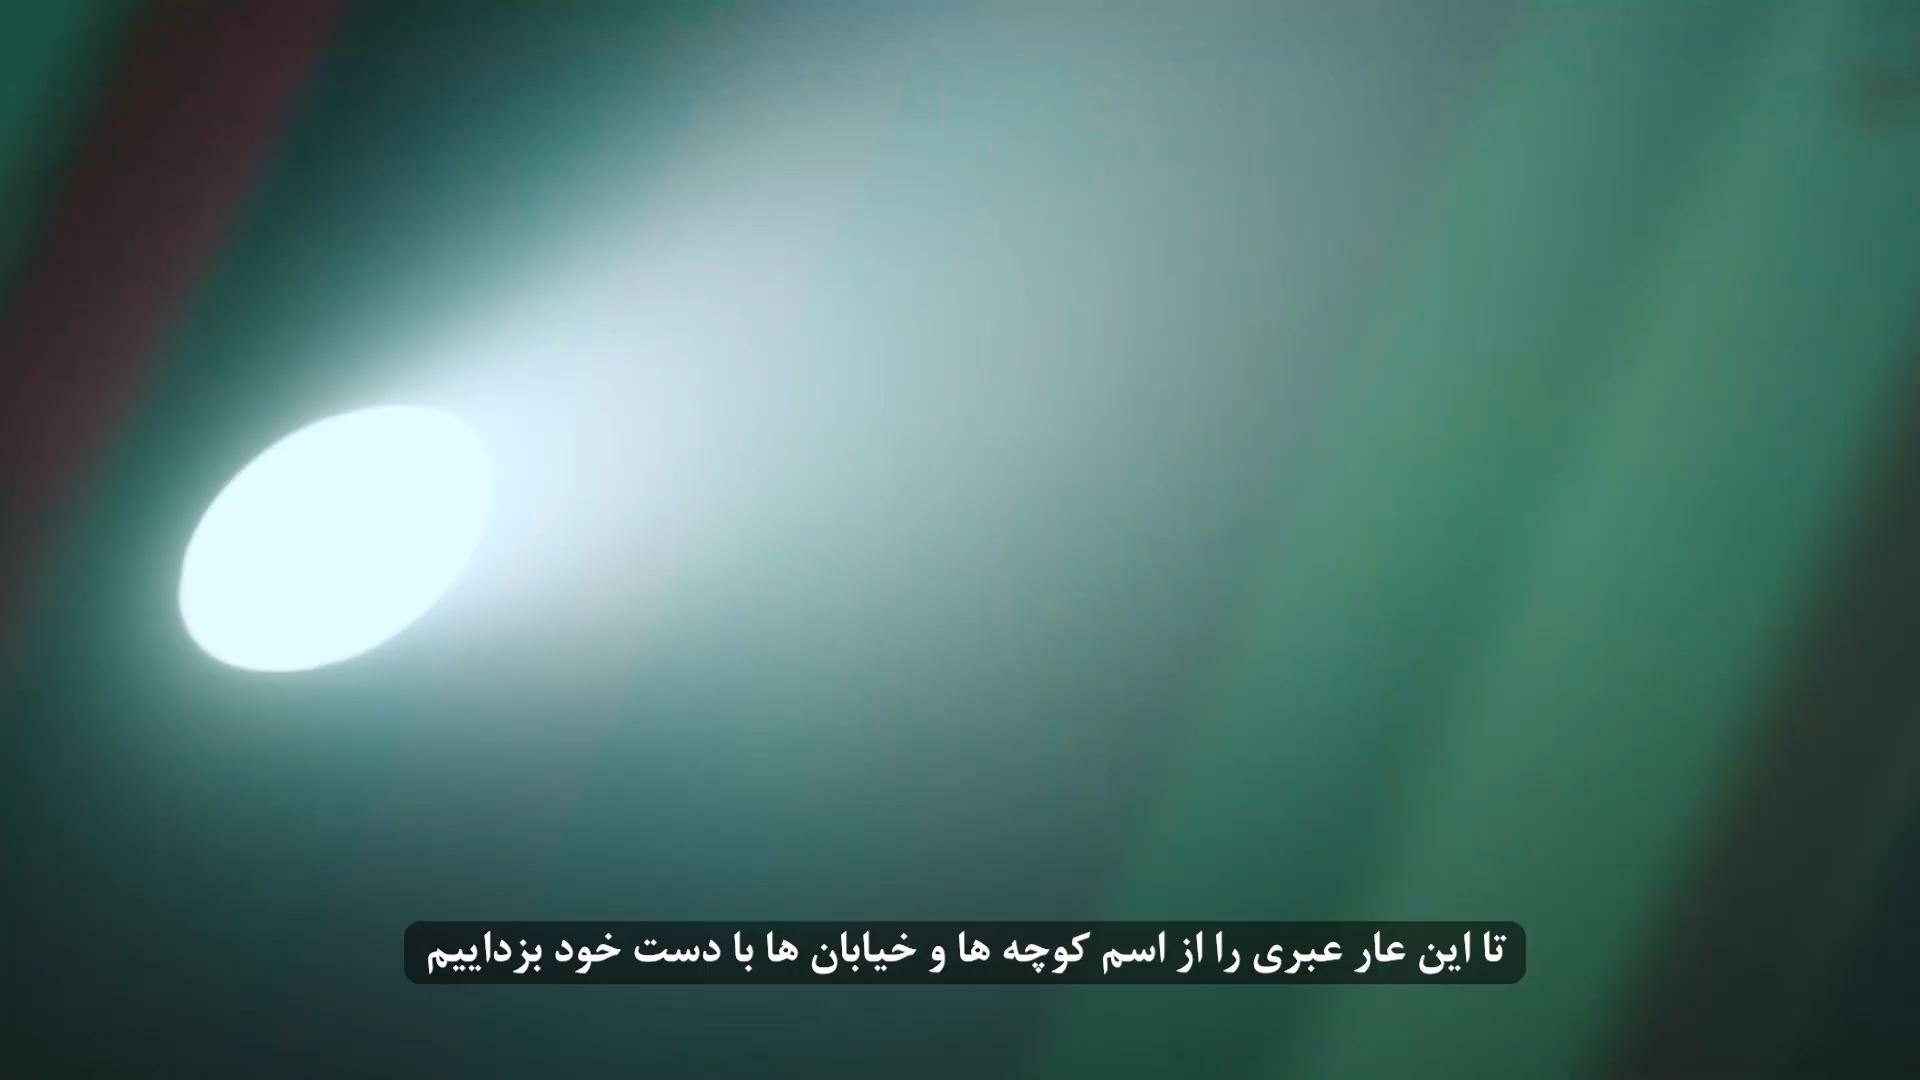 تا این عار عبری را از اسم کوچه ها و خیابان ها با دست خود بزداییم